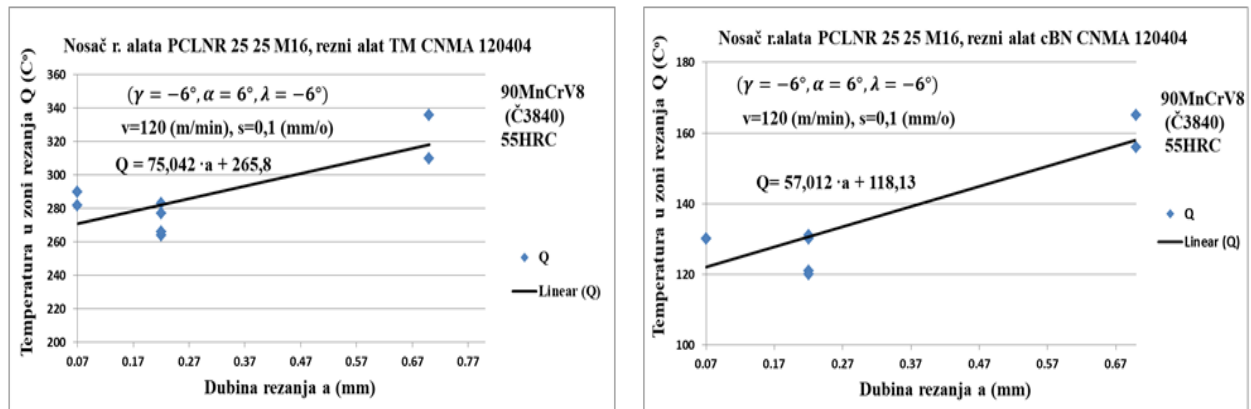 Nosač r. alata PCLNR 25 25 M16, rezni alat TM CNMA 120404
Temperatura u zoni rezanja Q (C°)
360
340
320
300
280
260
240
220
200
(γ = −6°, α = 6°, λ = −6°)
v=120 (m/min), s=0,1 (mm/o)
Q = 75,042 ·a + 265,8
90MnCrV8
(Č3840)
55HRC
Q
Linear (Q)
0.07 0.17 0.27 0.37 0.47 0.57 0.67 0.77
Dubina rezanja a (mm)
Nosač r.alata PCLNR 25 25 M16, rezni alat cBN CNMA 120404
Temperatura u zoni rezanja Q (C°)
180
160
140
120
100
(γ = −6°, α = 6°, λ = −6°)
v=120 (m/min), s=0,1 (mm/o)
Q= 57,012 ·a + 118,13
90MnCrV8
(Č3840)
55HRC
Q
Linear (Q)
0.07 0.17 0.27 0.37 0.47 0.57 0.67
Dubina rezanja a (mm)